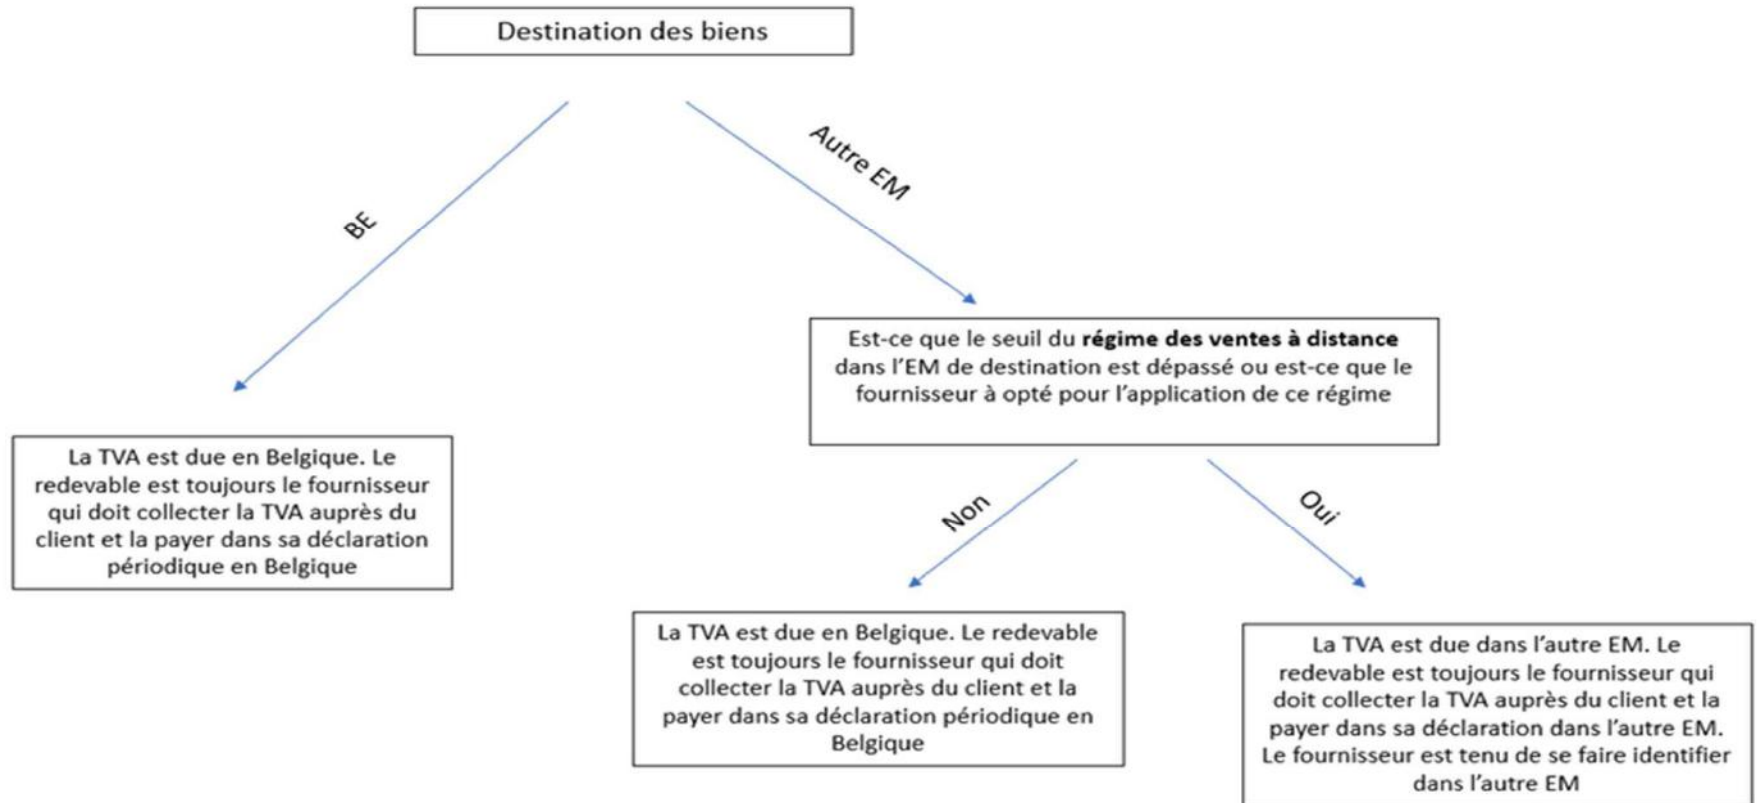 Destination des biens
BE
Autre EM
Est-ce que le seuil du régime des ventes à distance
dans l'EM de destination est dépassé ou est-ce que le
fournisseur à opté pour l'application de ce régime
La TVA est due en Belgique. Le
redevable est toujours le fournisseur
qui doit collecter la TVA auprès du
client et la payer dans sa déclaration
périodique en Belgique
Non
Oui
La TVA est due en Belgique. Le redevable
est toujours le fournisseur qui doit
collecter la TVA auprès du client et la
payer dans sa déclaration périodique en
Belgique
La TVA est due dans l'autre EM. Le
redevable est toujours le fournisseur qui
doit collecter la TVA auprès du client et la
payer dans sa déclaration dans l'autre EM.
Le fournisseur est tenu de se faire identifier
dans l'autre EM